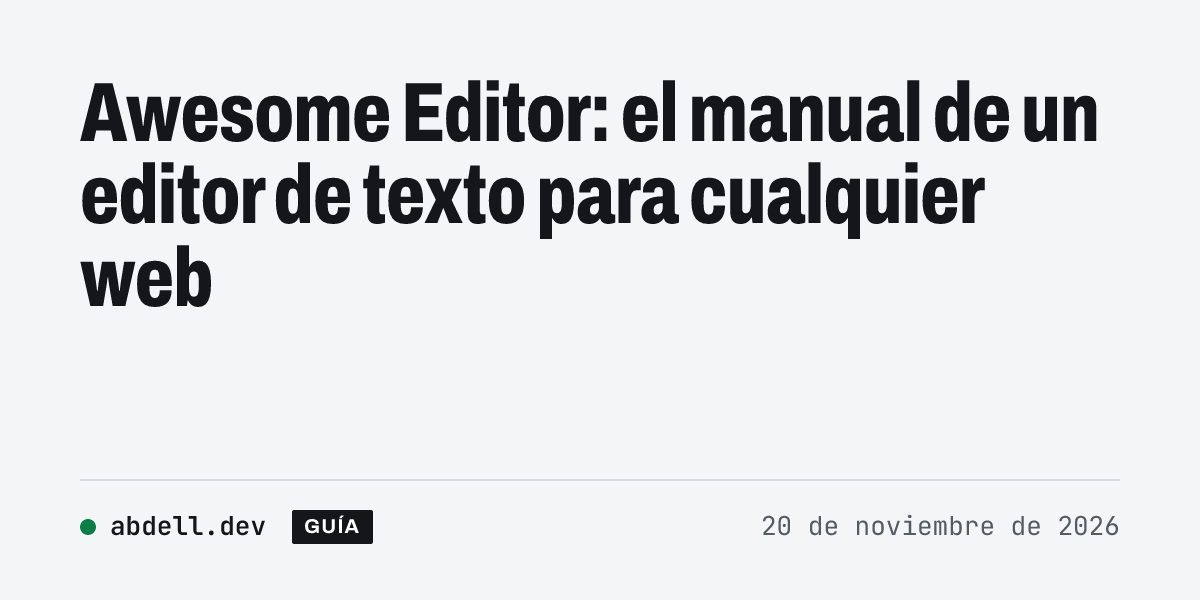 Awesome Editor: el manual de un
editor de texto para cualquier
web
abdell.dev GUÍA 20 de noviembre de 2026